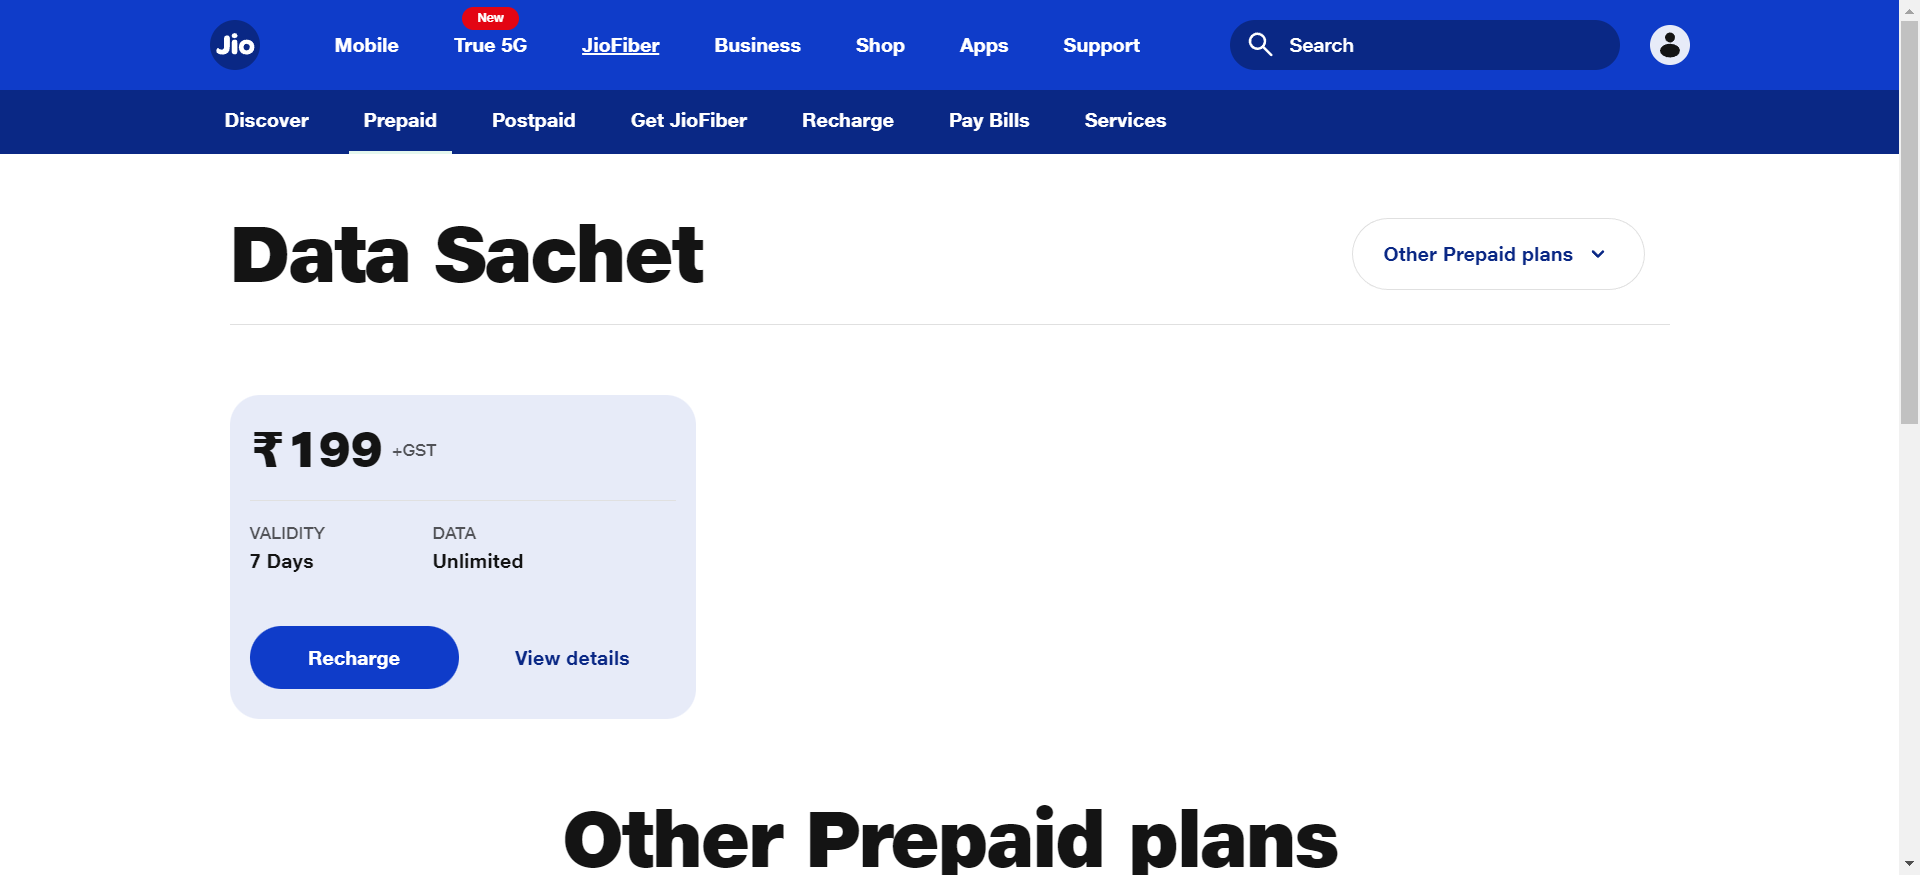 New
Jio Mobile True 5G JioFiber Business Shop Apps Support Search
Discover Prepaid Postpaid Get JioFiber Recharge Pay Bills Services
Data Sachet
Other Prepaid plans
₹199 +GST
VALIDITY DATA
7 Days Unlimited
Recharge View details
Other Prepaid plans